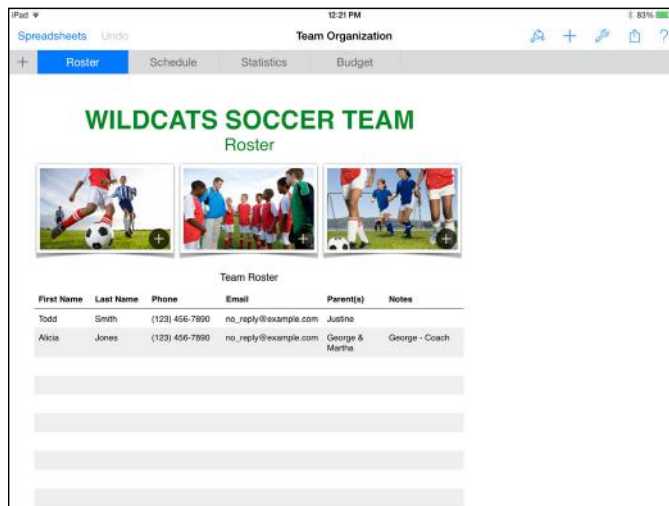 iPad 12:21 PM 83%
Spreadsheets Undo Team Organization + ?
+ Roster Schedule Statistics Budget
WILDCATS SOCCER TEAM
Roster
Team Roster
First Name Last Name Phone Email Parent(s) Notes
Todd Smith (123) 456-7890 no_reply@example.com Justine
Alicia Jones (123) 456-7890 no_reply@example.com George & Martha George - Coach